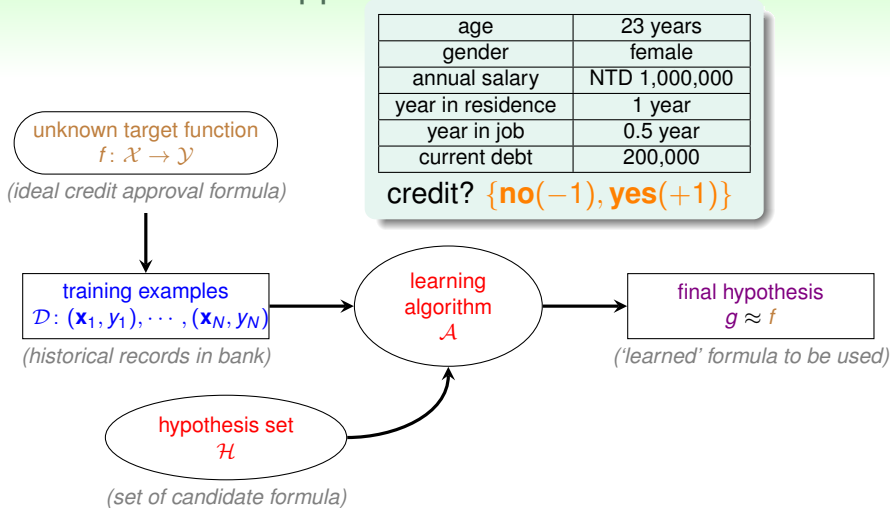 age 23 years
gender female
annual salary NTD 1,000,000
year in residence 1 year
year in job 0.5 year
current debt 200,000
credit? {no(−1), yes(+1)}
unknown target function
f : 𝒳 → 𝒴
(ideal credit approval formula)
training examples
𝒟 : (x₁, y₁), ⋯ , (x_N, y_N)
(historical records in bank)
learning
algorithm
𝒜
final hypothesis
g ≈ f
(‘learned’ formula to be used)
hypothesis set
ℋ
(set of candidate formula)